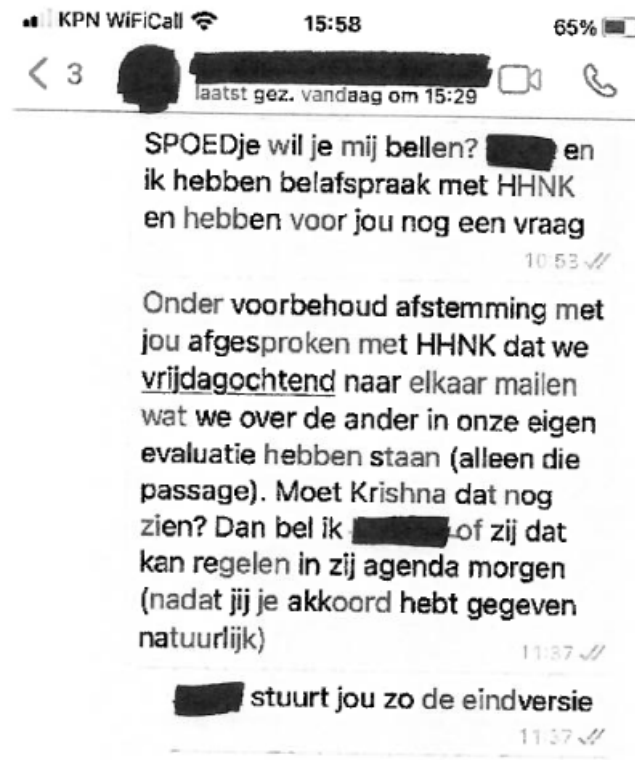 KPN WiFiCall 15:58 65%
3
laatst gez. vandaag om 15:29
SPOEDje wil je mij bellen? en
ik hebben belafspraak met HHNK
en hebben voor jou nog een vraag
10:53
Onder voorbehoud afstemming met
jou afgesproken met HHNK dat we
vrijdagochtend naar elkaar mailen
wat we over de ander in onze eigen
evaluatie hebben staan (alleen die
passage). Moet Krishna dat nog
zien? Dan bel ik of zij dat
kan regelen in zij agenda morgen
(nadat jij je akkoord hebt gegeven
natuurlijk)
11:37
stuurt jou zo de eindversie
11:37